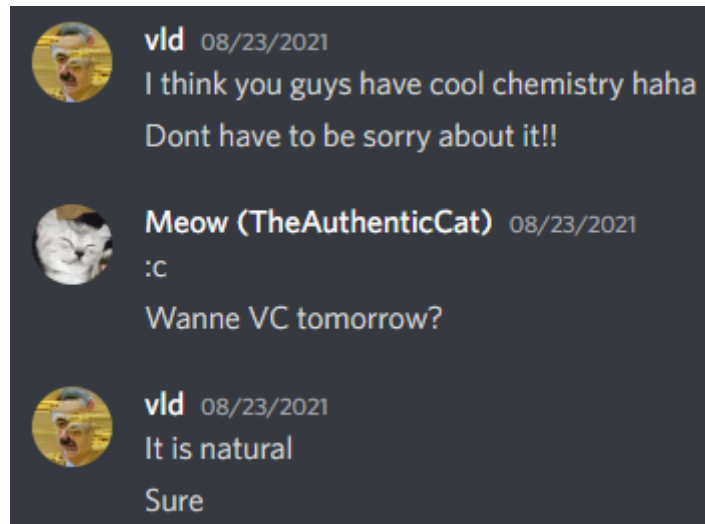 vld 08/23/2021
I think you guys have cool chemistry haha
Dont have to be sorry about it!!
Meow (TheAuthenticCat) 08/23/2021
:c
Wanne VC tomorrow?
vld 08/23/2021
It is natural
Sure